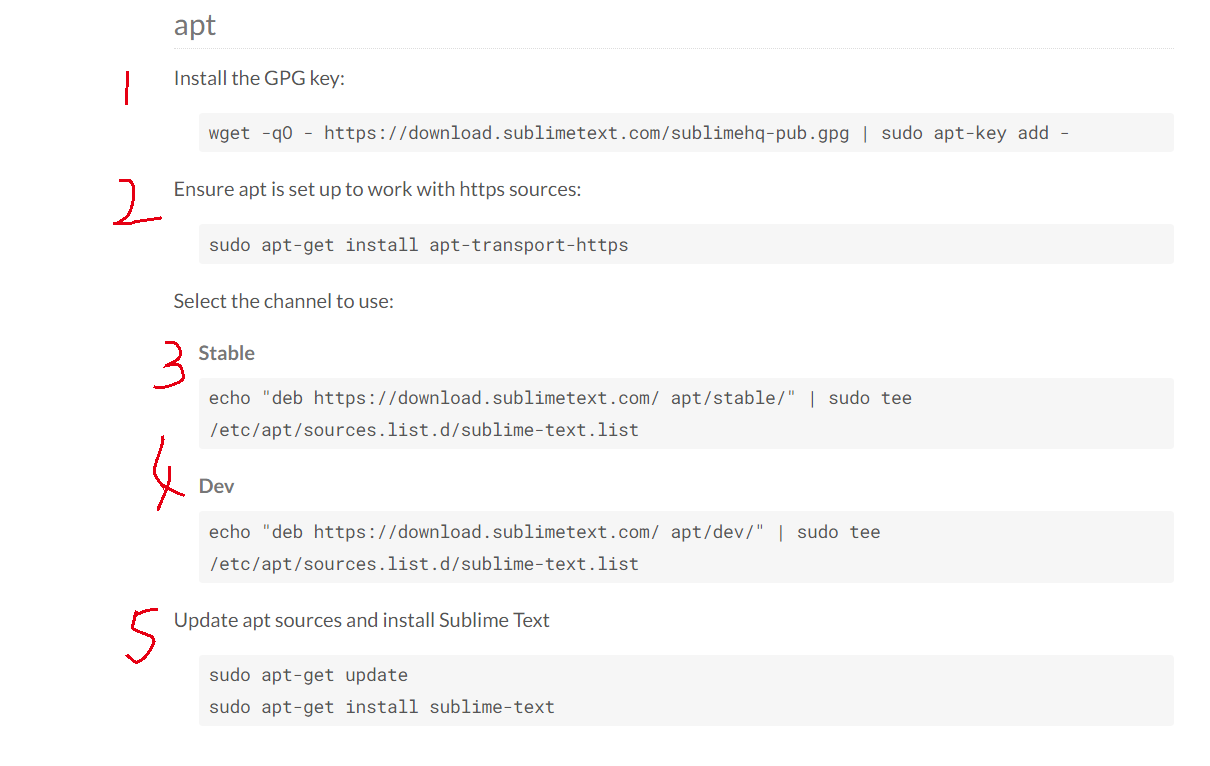 apt
1
Install the GPG key:
wget -qO - https://download.sublimetext.com/sublimehq-pub.gpg | sudo apt-key add -
2
Ensure apt is set up to work with https sources:
sudo apt-get install apt-transport-https
Select the channel to use:
3 Stable
echo "deb https://download.sublimetext.com/ apt/stable/" | sudo tee
/etc/apt/sources.list.d/sublime-text.list
4 Dev
echo "deb https://download.sublimetext.com/ apt/dev/" | sudo tee
/etc/apt/sources.list.d/sublime-text.list
5 Update apt sources and install Sublime Text
sudo apt-get update
sudo apt-get install sublime-text